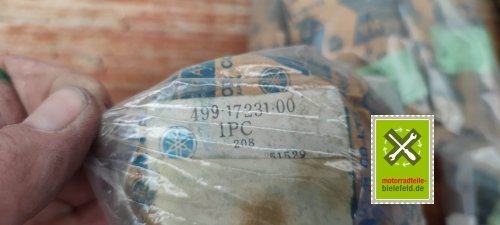 499-17231-00
1PC
208
51529
motorradteile-
bielefeld.de